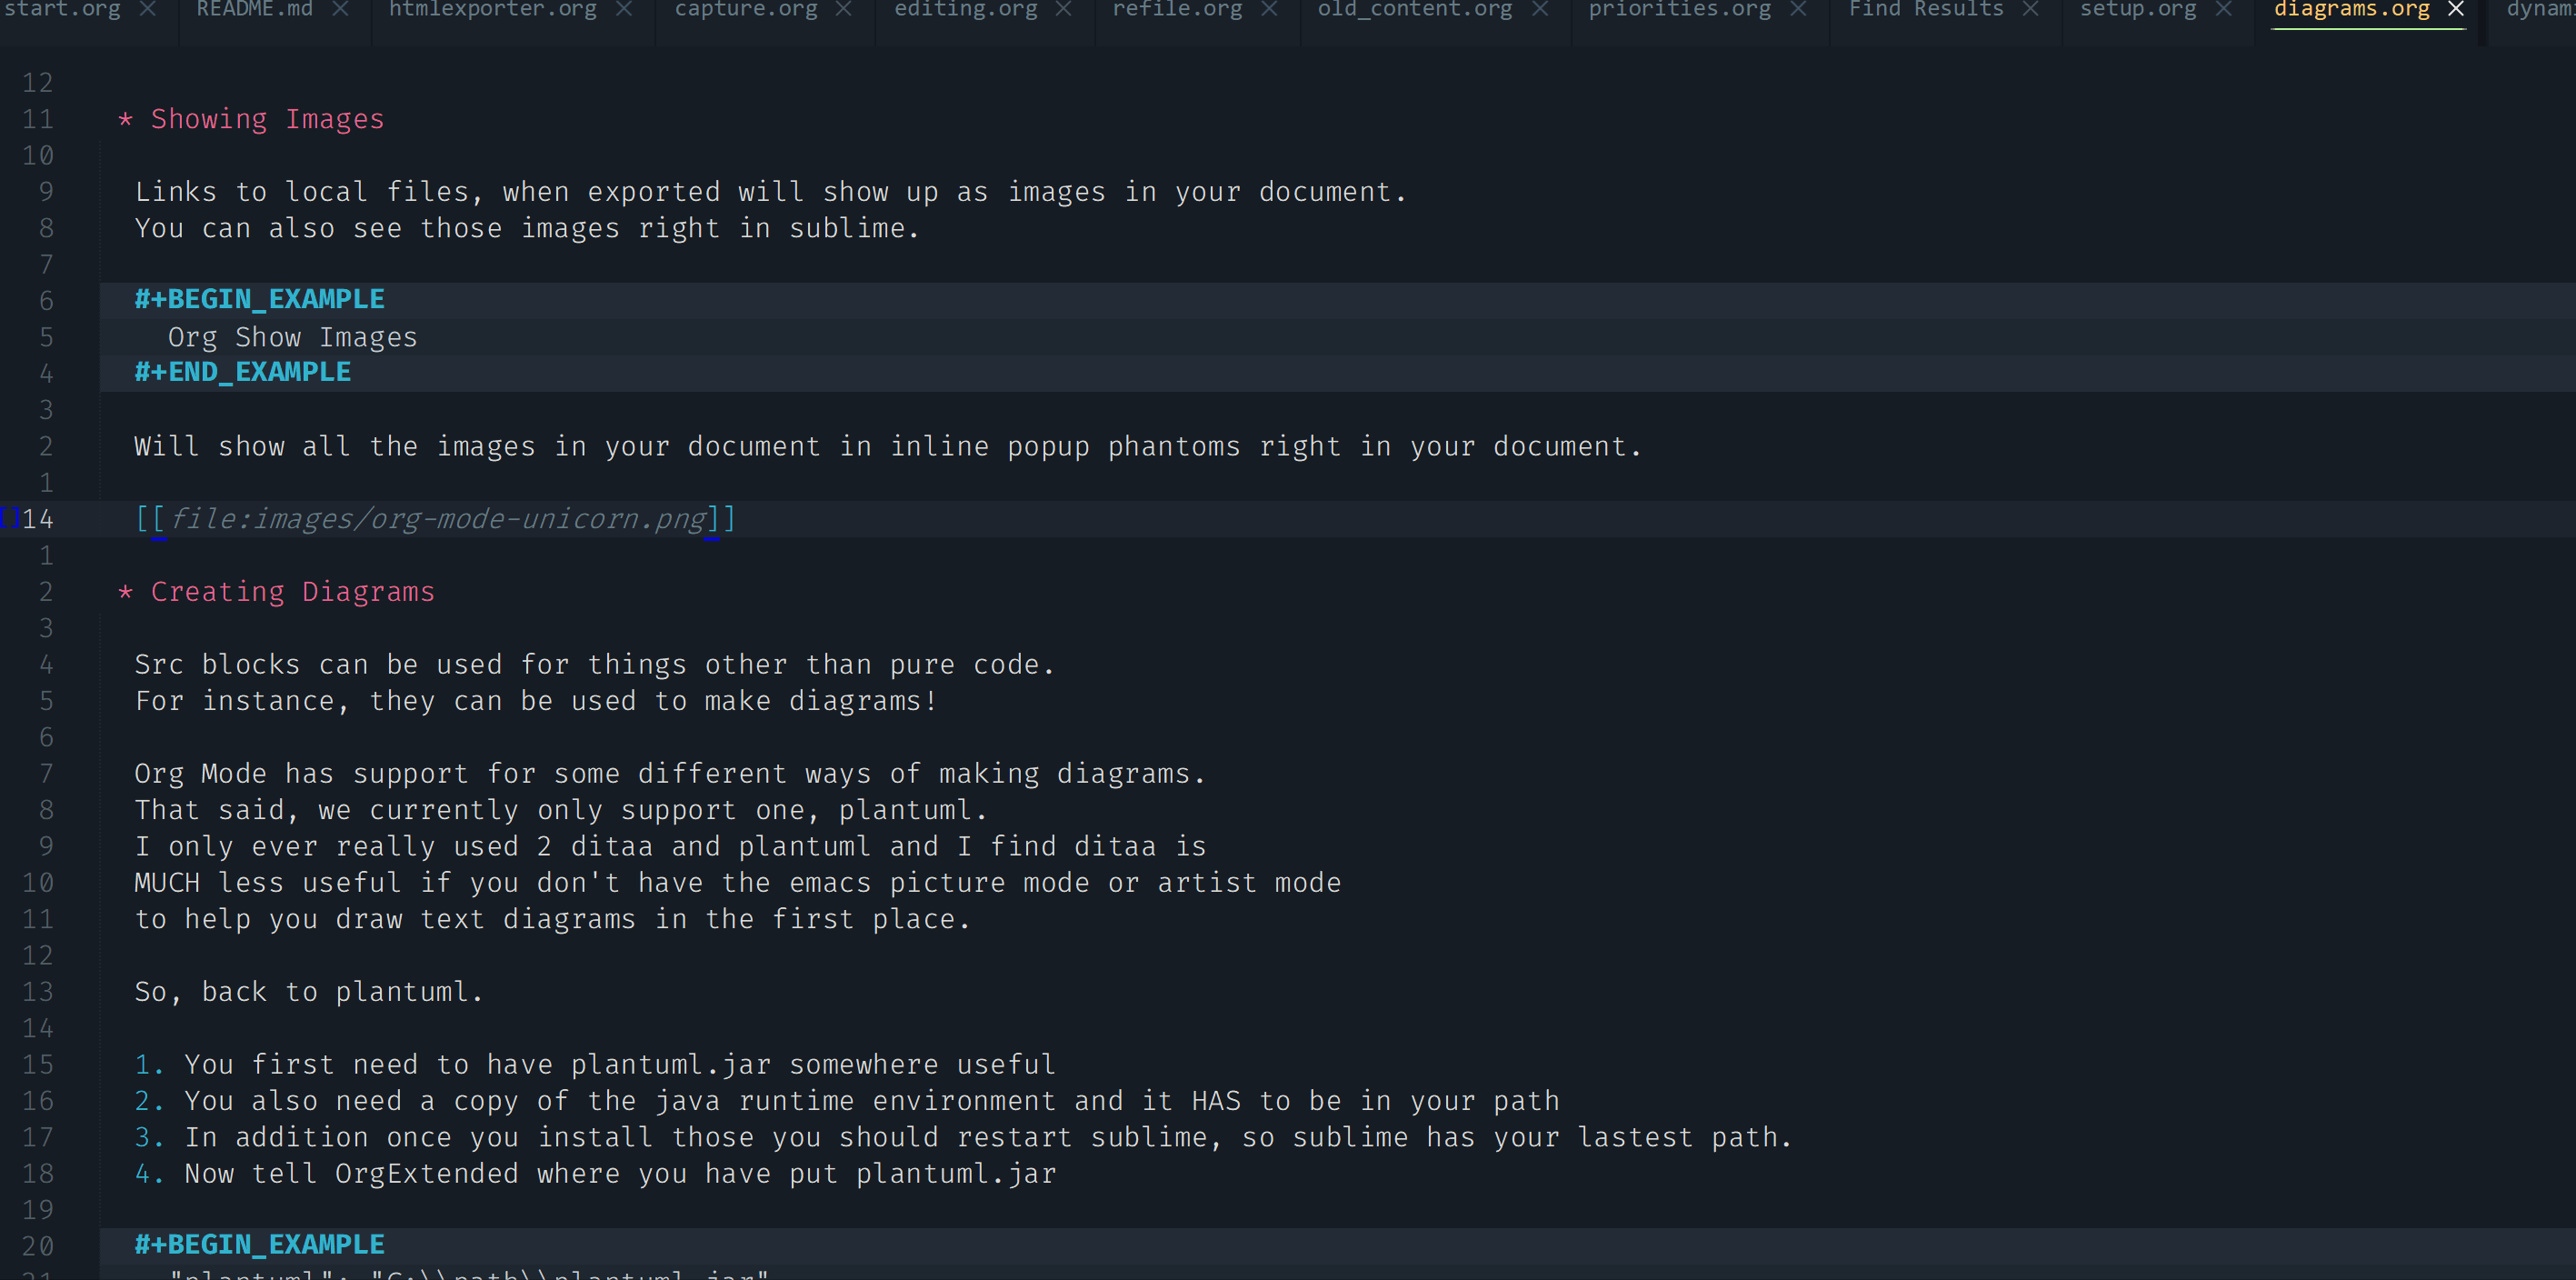 start.org × README.md × htmlexporter.org × capture.org × editing.org × refile.org × old_content.org × priorities.org × Find Results × setup.org × diagrams.org ×
12
11 * Showing Images
10
9 Links to local files, when exported will show up as images in your document.
8 You can also see those images right in sublime.
7
6 #+BEGIN_EXAMPLE
5 Org Show Images
4 #+END_EXAMPLE
3
2 Will show all the images in your document in inline popup phantoms right in your document.
1
14 [[file:images/org-mode-unicorn.png]]
1
2 * Creating Diagrams
3
4 Src blocks can be used for things other than pure code.
5 For instance, they can be used to make diagrams!
6
7 Org Mode has support for some different ways of making diagrams.
8 That said, we currently only support one, plantuml.
9 I only ever really used 2 ditaa and plantuml and I find ditaa is
10 MUCH less useful if you don't have the emacs picture mode or artist mode
11 to help you draw text diagrams in the first place.
12
13 So, back to plantuml.
14
15 1. You first need to have plantuml.jar somewhere useful
16 2. You also need a copy of the java runtime environment and it HAS to be in your path
17 3. In addition once you install those you should restart sublime, so sublime has your lastest path.
18 4. Now tell OrgExtended where you have put plantuml.jar
19
20 #+BEGIN_EXAMPLE
21 "plantuml": "C:\\path\\plantuml.jar"